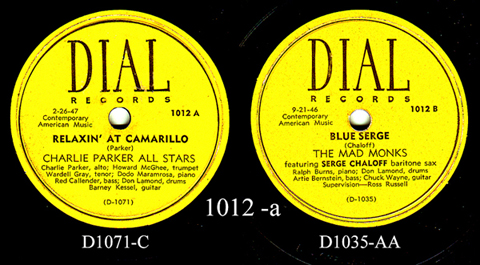 DIAL
RECORDS
2-26-47
Contemporary
American Music
1012 A
RELAXIN' AT CAMARILLO
(Parker)
CHARLIE PARKER ALL STARS
Charlie Parker, alto; Howard McGhee, trumpet
Wardell Gray, tenor; Dodo Maramrosa, piano
Red Callender, bass; Don Lamond, drums
Barney Kessel, guitar
(D-1071)
DIAL
RECORDS
9-21-46
Contemporary
American Music
1012 B
BLUE SERGE
(Chaloff)
THE MAD MONKS
featuring SERGE CHALOFF baritone sax
Ralph Burns, piano; Don Lamond, drums
Artie Bernstein, bass; Chuck Wayne, guitar
Supervision—Ross Russell
(D-1035)
1012 -a
D1071-C
D1035-AA